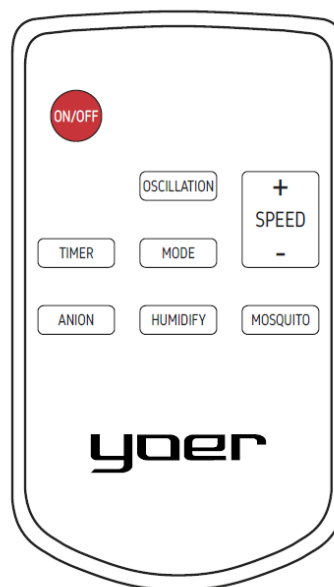 ON/OFF
OSCILLATION
+
SPEED
-
TIMER MODE
ANION HUMIDIFY MOSQUITO
yoer